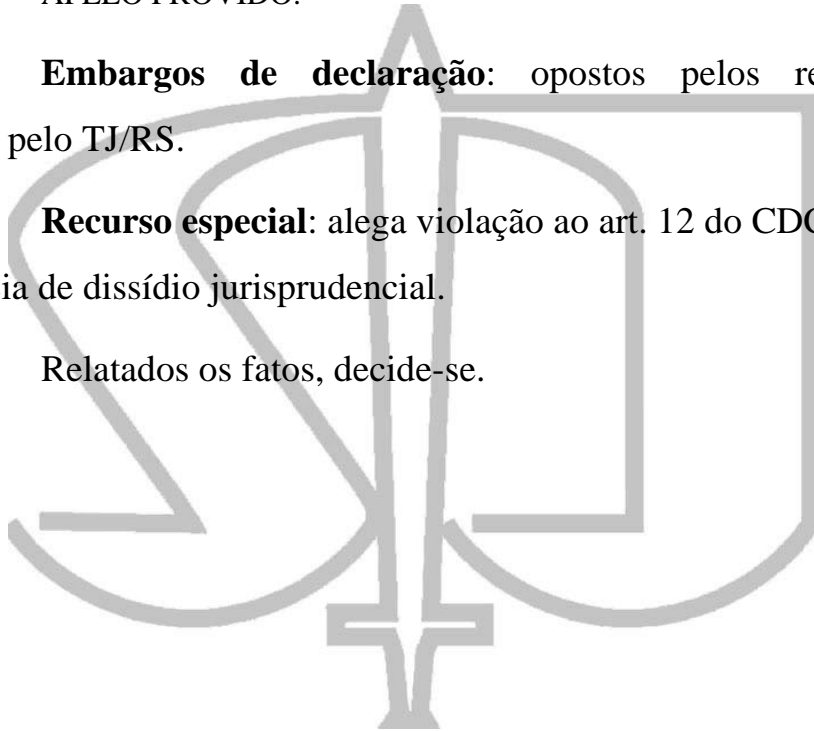 APELO PROVIDO.
Embargos de declaração: opostos pelos re
pelo TJ/RS.
Recurso especial: alega violação ao art. 12 do CDC
ia de dissídio jurisprudencial.
Relatados os fatos, decide-se.